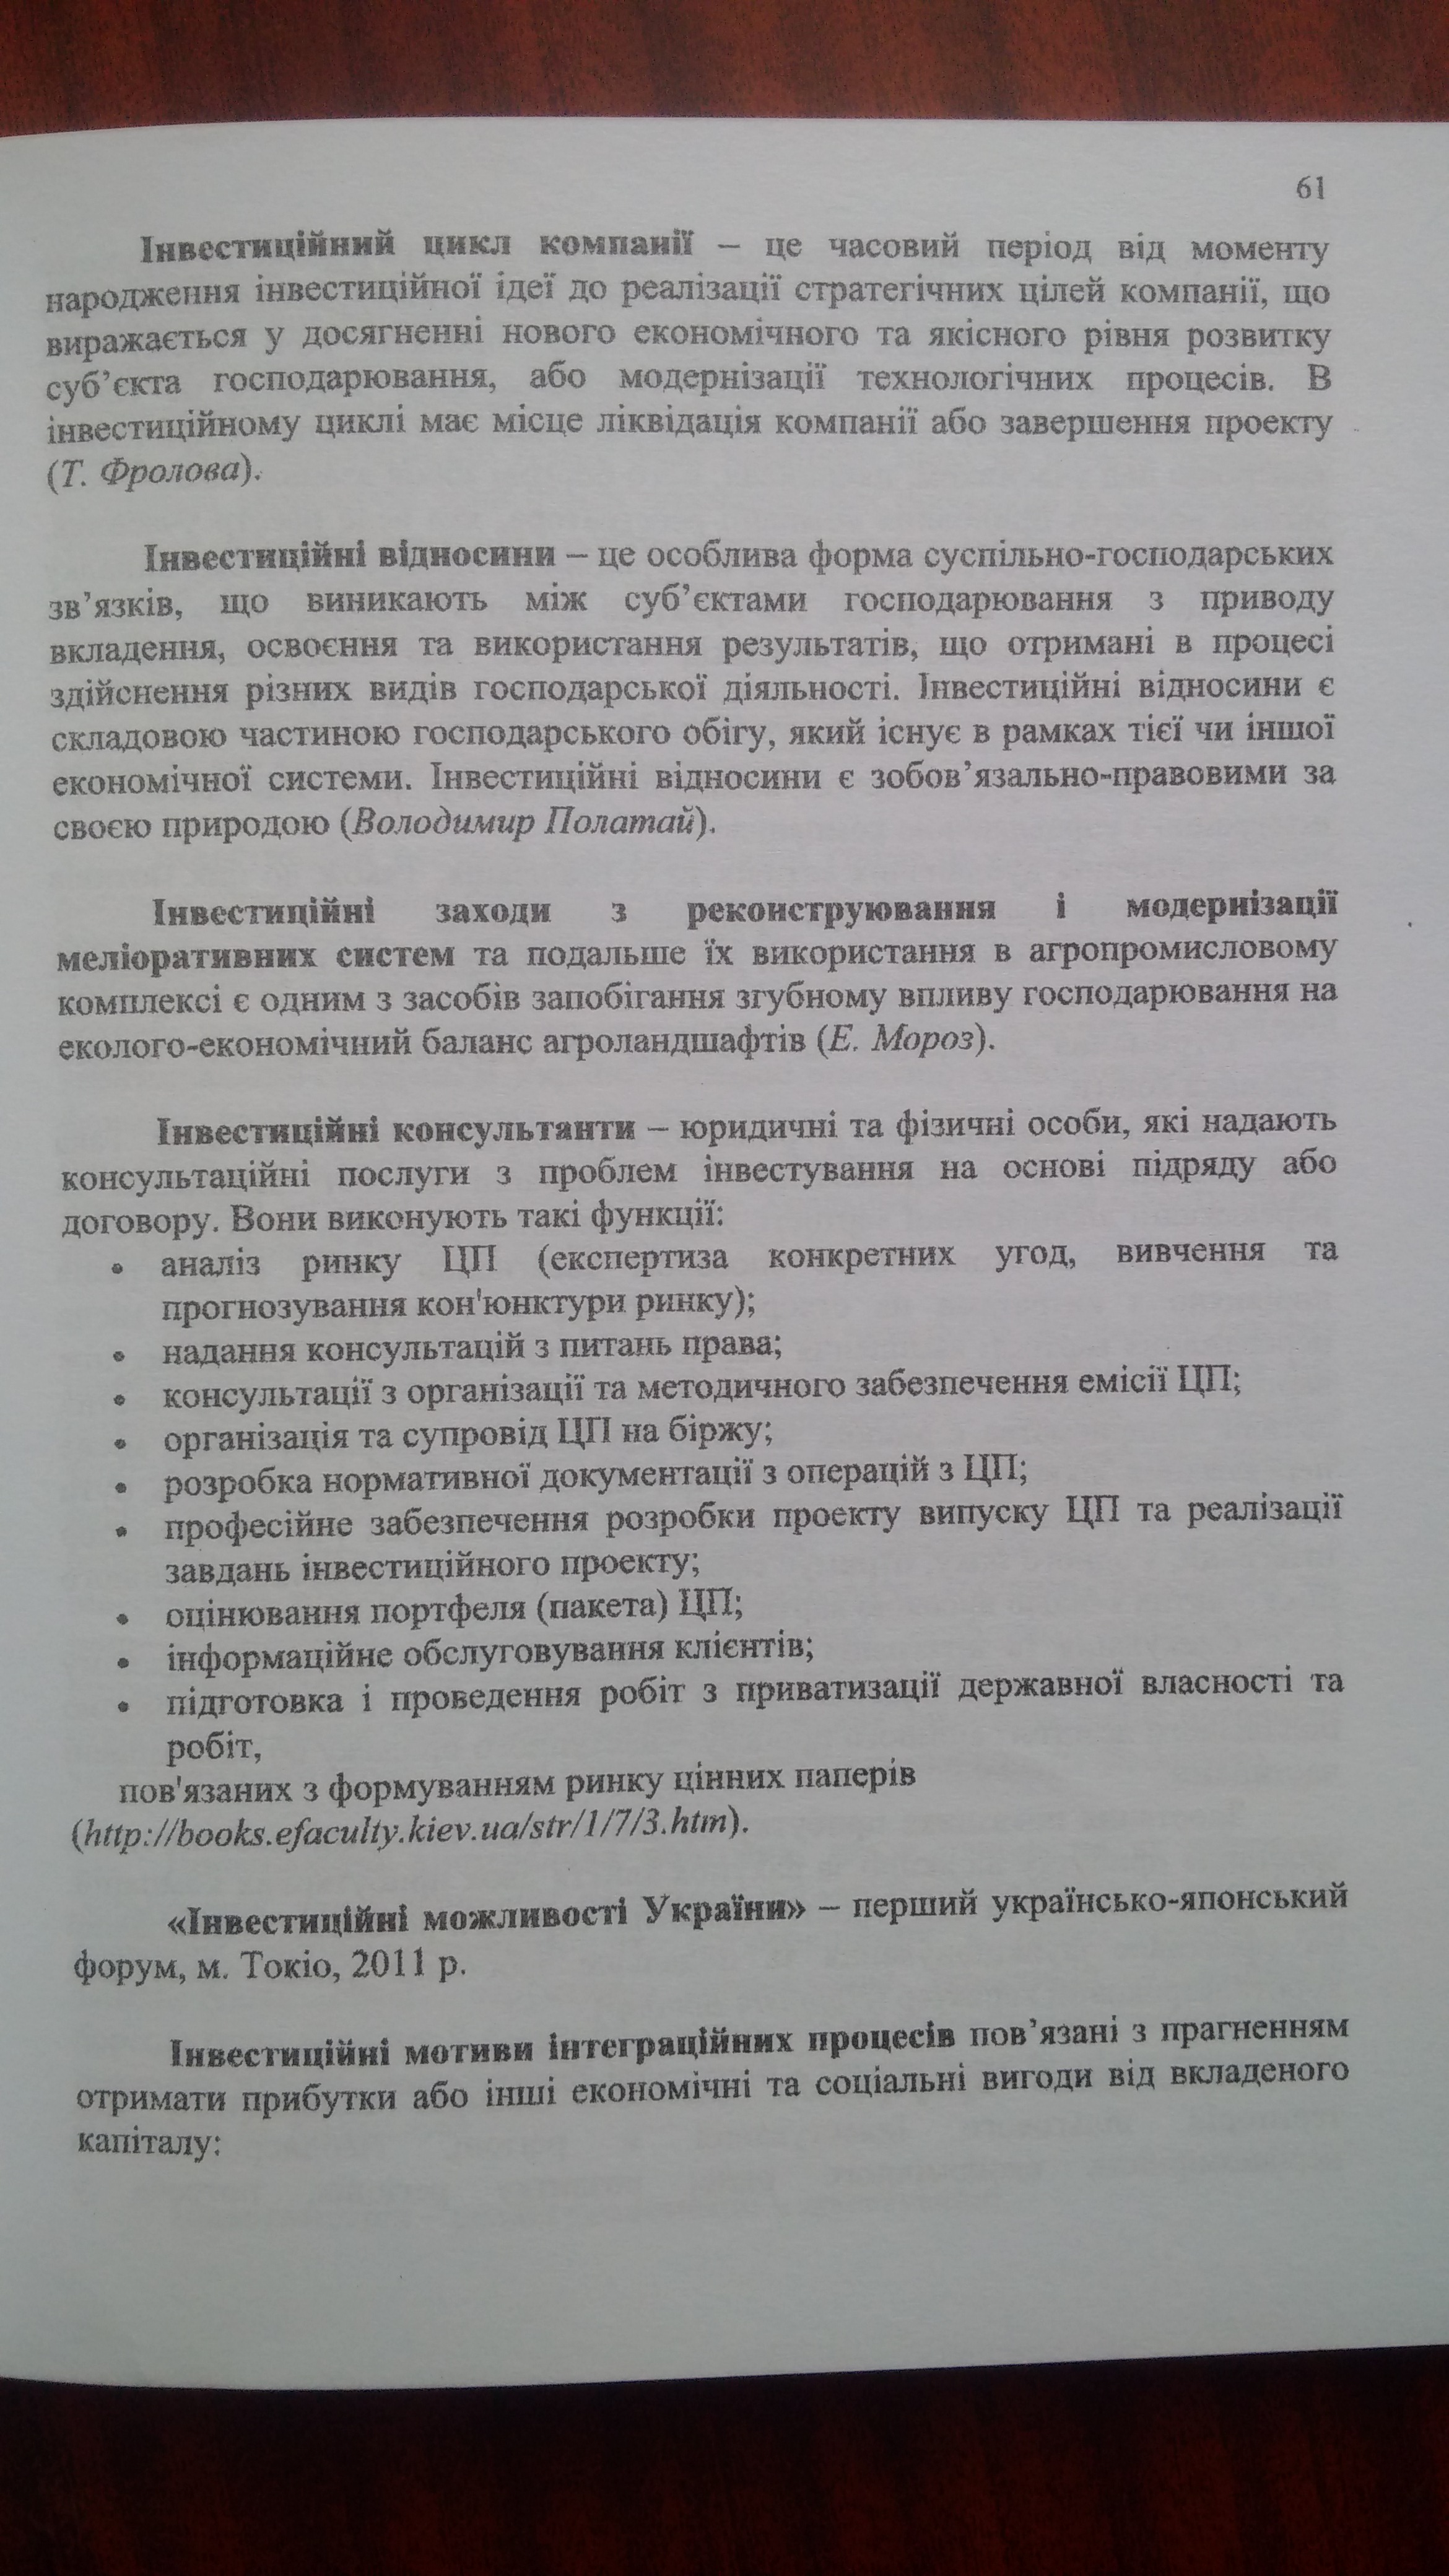 61
Інвестиційний цикл компанії – це часовий період від моменту
народження інвестиційної ідеї до реалізації стратегічних цілей компанії, що
виражається у досягненні нового економічного та якісного рівня розвитку
суб’єкта господарювання, або модернізації технологічних процесів. В
інвестиційному циклі має місце ліквідація компанії або завершення проекту
(Т. Фролова).
Інвестиційні відносини – це особлива форма суспільно-господарських
зв’язків, що виникають між суб’єктами господарювання з приводу
вкладення, освоєння та використання результатів, що отримані в процесі
здійснення різних видів господарської діяльності. Інвестиційні відносини є
складовою частиною господарського обігу, який існує в рамках тієї чи іншої
економічної системи. Інвестиційні відносини є зобов’язально-правовими за
своєю природою (Володимир Полатай).
Інвестиційні заходи з реконструювання і модернізації
меліоративних систем та подальше їх використання в агропромисловому
комплексі є одним з засобів запобігання згубному впливу господарювання на
еколого-економічний баланс агроландшафтів (Е. Мороз).
Інвестиційні консультанти – юридичні та фізичні особи, які надають
консультаційні послуги з проблем інвестування на основі підряду або
договору. Вони виконують такі функції:
• аналіз ринку ЦП (експертиза конкретних угод, вивчення та
прогнозування кон'юнктури ринку);
• надання консультацій з питань права;
• консультації з організації та методичного забезпечення емісії ЦП;
• організація та супровід ЦП на біржу;
• розробка нормативної документації з операцій з ЦП;
• професійне забезпечення розробки проекту випуску ЦП та реалізації
завдань інвестиційного проекту;
• оцінювання портфеля (пакета) ЦП;
• інформаційне обслуговування клієнтів;
• підготовка і проведення робіт з приватизації державної власності та
робіт,
пов'язаних з формуванням ринку цінних паперів
(http://books.efaculty.kiev.ua/str/1/7/3.htm).
«Інвестиційні можливості України» – перший українсько-японський
форум, м. Токіо, 2011 р.
Інвестиційні мотиви інтеграційних процесів пов’язані з прагненням
отримати прибутки або інші економічні та соціальні вигоди від вкладеного
капіталу: